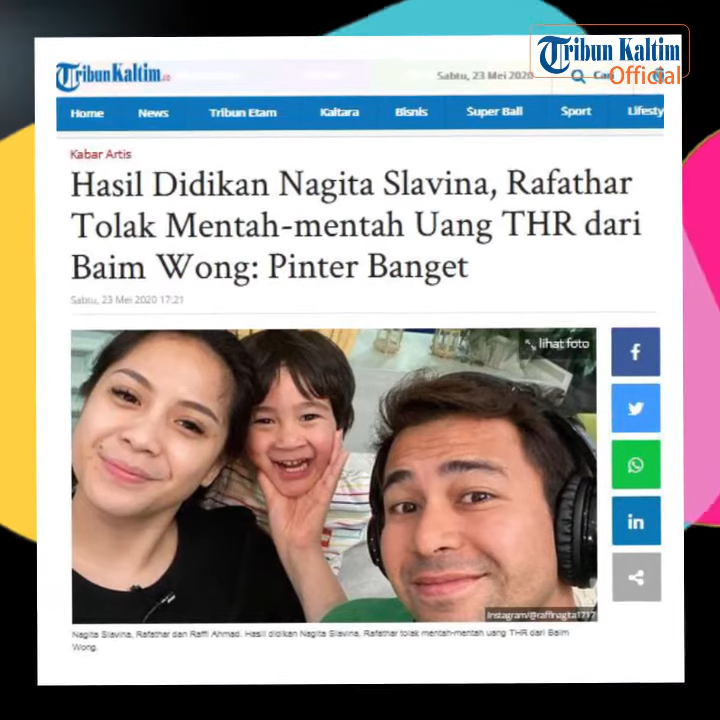 Tribun Kaltim
Official
TribunKaltim.co
Sabtu, 23 Mei 2020
Home News Tribun Etam Kaltara Bisnis Super Ball Sport Lifesty
Kabar Artis
Hasil Didikan Nagita Slavina, Rafathar
Tolak Mentah-mentah Uang THR dari
Baim Wong: Pinter Banget
Sabtu, 23 Mei 2020 17:21
lihat foto
Instagram/@raffinagita1717
Nagita Slavina, Rafathar dan Raffi Ahmad. Hasil didikan Nagita Slavina, Rafathar tolak mentah-mentah uang THR dari Baim
Wong.